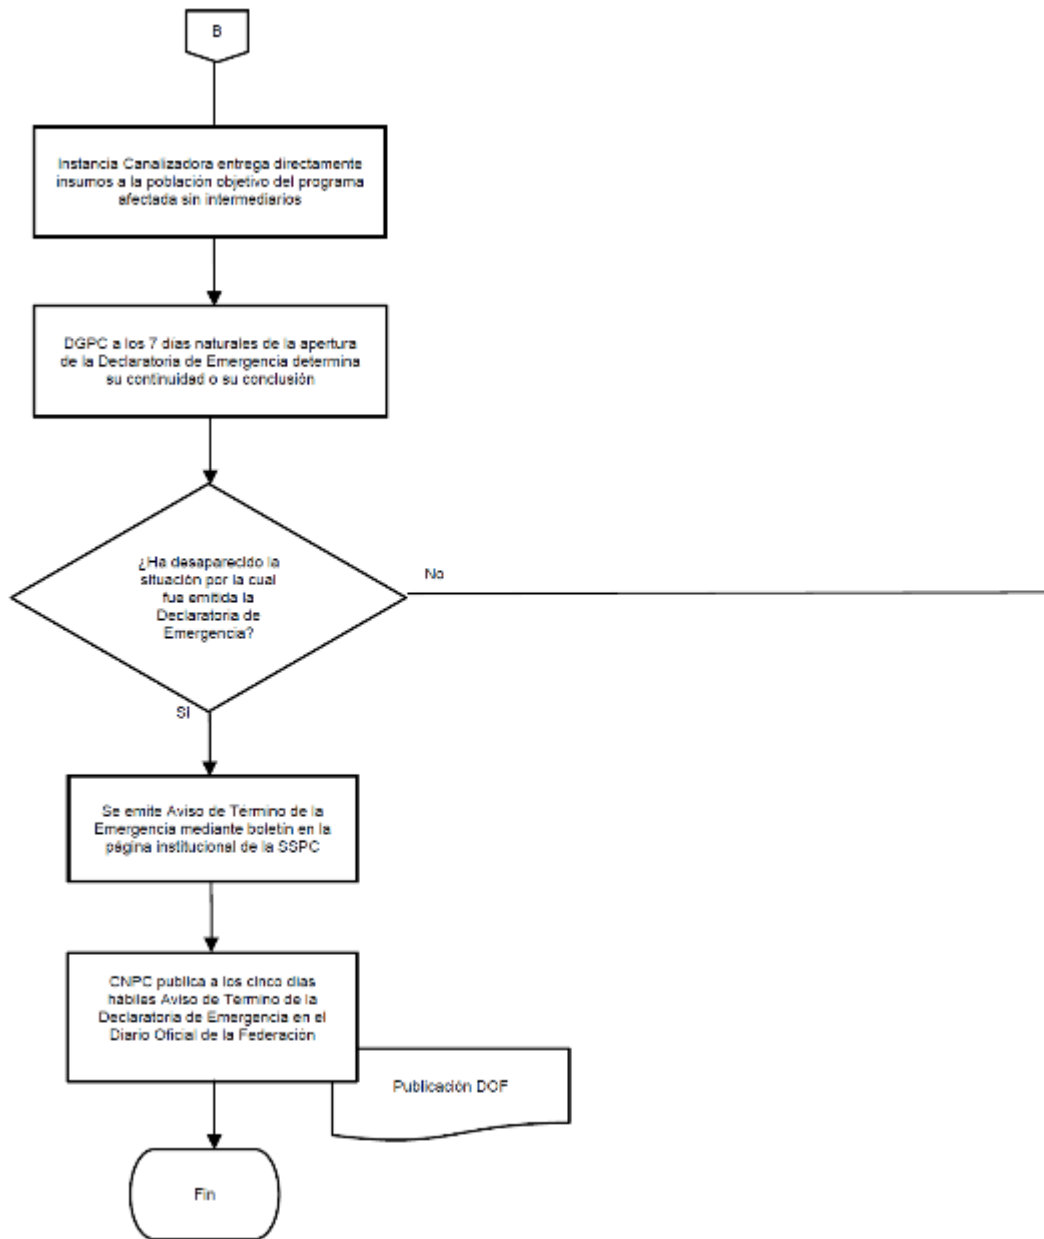 B
Instancia Canalizadora entrega directamente
insumos a la población objetivo del programa
afectada sin intermediarios
DGPC a los 7 días naturales de la apertura
de la Declaratoria de Emergencia determina
su continuidad o su conclusión
¿Ha desaparecido la
situación por la cual
fue emitida la
Declaratoria de
Emergencia?
No
Si
Se emite Aviso de Término de la
Emergencia mediante boletín en la
página institucional de la SSPC
CNPC publica a los cinco días
hábiles Aviso de Término de la
Declaratoria de Emergencia en el
Diario Oficial de la Federación
Publicación DOF
Fin